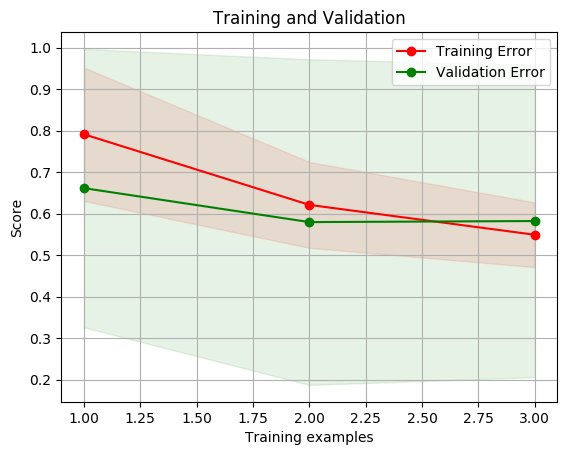 Training and Validation
Training Error
Validation Error
1.0
0.9
0.8
0.7
0.6
0.5
0.4
0.3
0.2
Score
1.00 1.25 1.50 1.75 2.00 2.25 2.50 2.75 3.00
Training examples